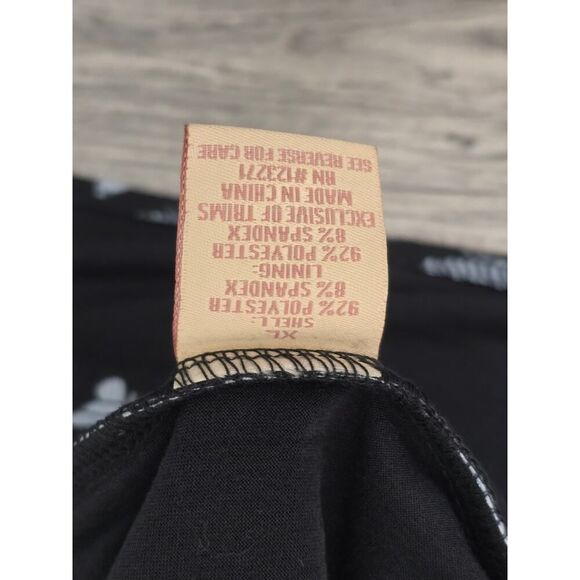 XL
SHELL:
92% POLYESTER
8% SPANDEX
LINING:
92% POLYESTER
8% SPANDEX
EXCLUSIVE OF TRIMS
MADE IN CHINA
RN #123271
SEE REVERSE FOR CARE